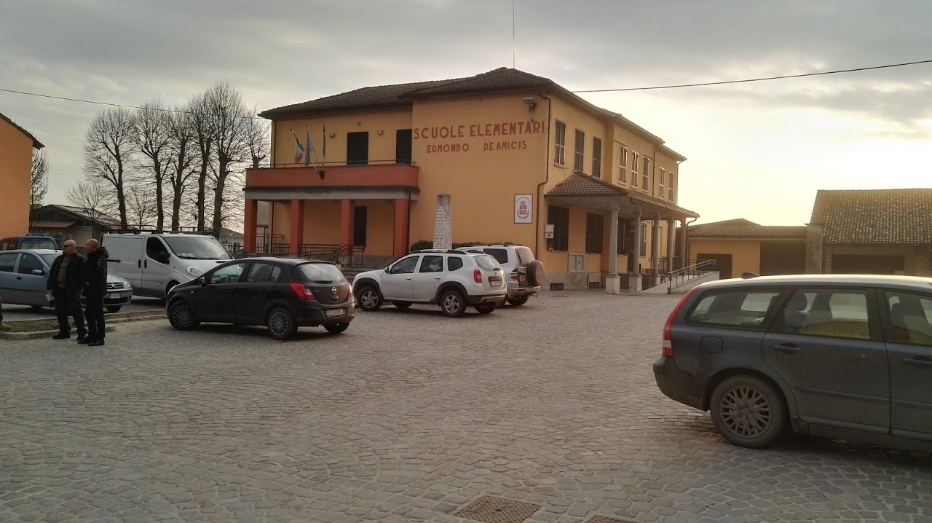 SCUOLE ELEMENTARI
EDMONDO DE AMICIS